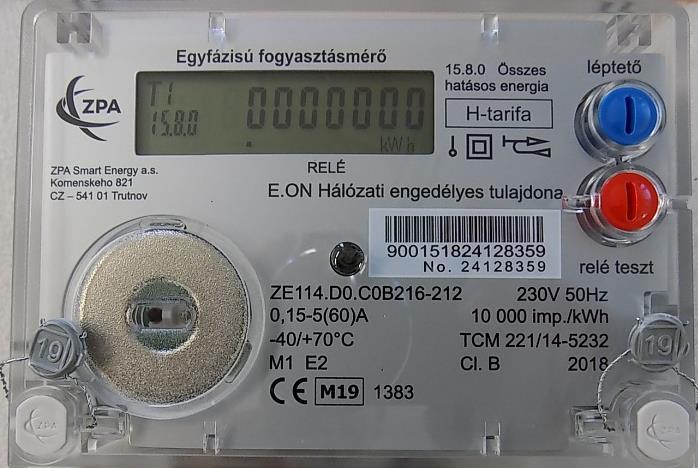 Egyfázisú fogyasztásmérő
ZPA
T1
15.8.0
0000000
kWh
15.8.0 Összes
hatásos energia
H-tarifa
léptető
ZPA Smart Energy a.s.
Komenskeho 821
CZ – 541 01 Trutnov
RELÉ
E.ON Hálózati engedélyes tulajdona
900151824128359
No. 24128359
relé teszt
ZE114.D0.C0B216-212
230V 50Hz
0,15-5(60)A
10 000 imp./kWh
-40/+70°C
TCM 221/14-5232
M1 E2
Cl. B
2018
CE M19 1383
19
19
ZPA
ZPA